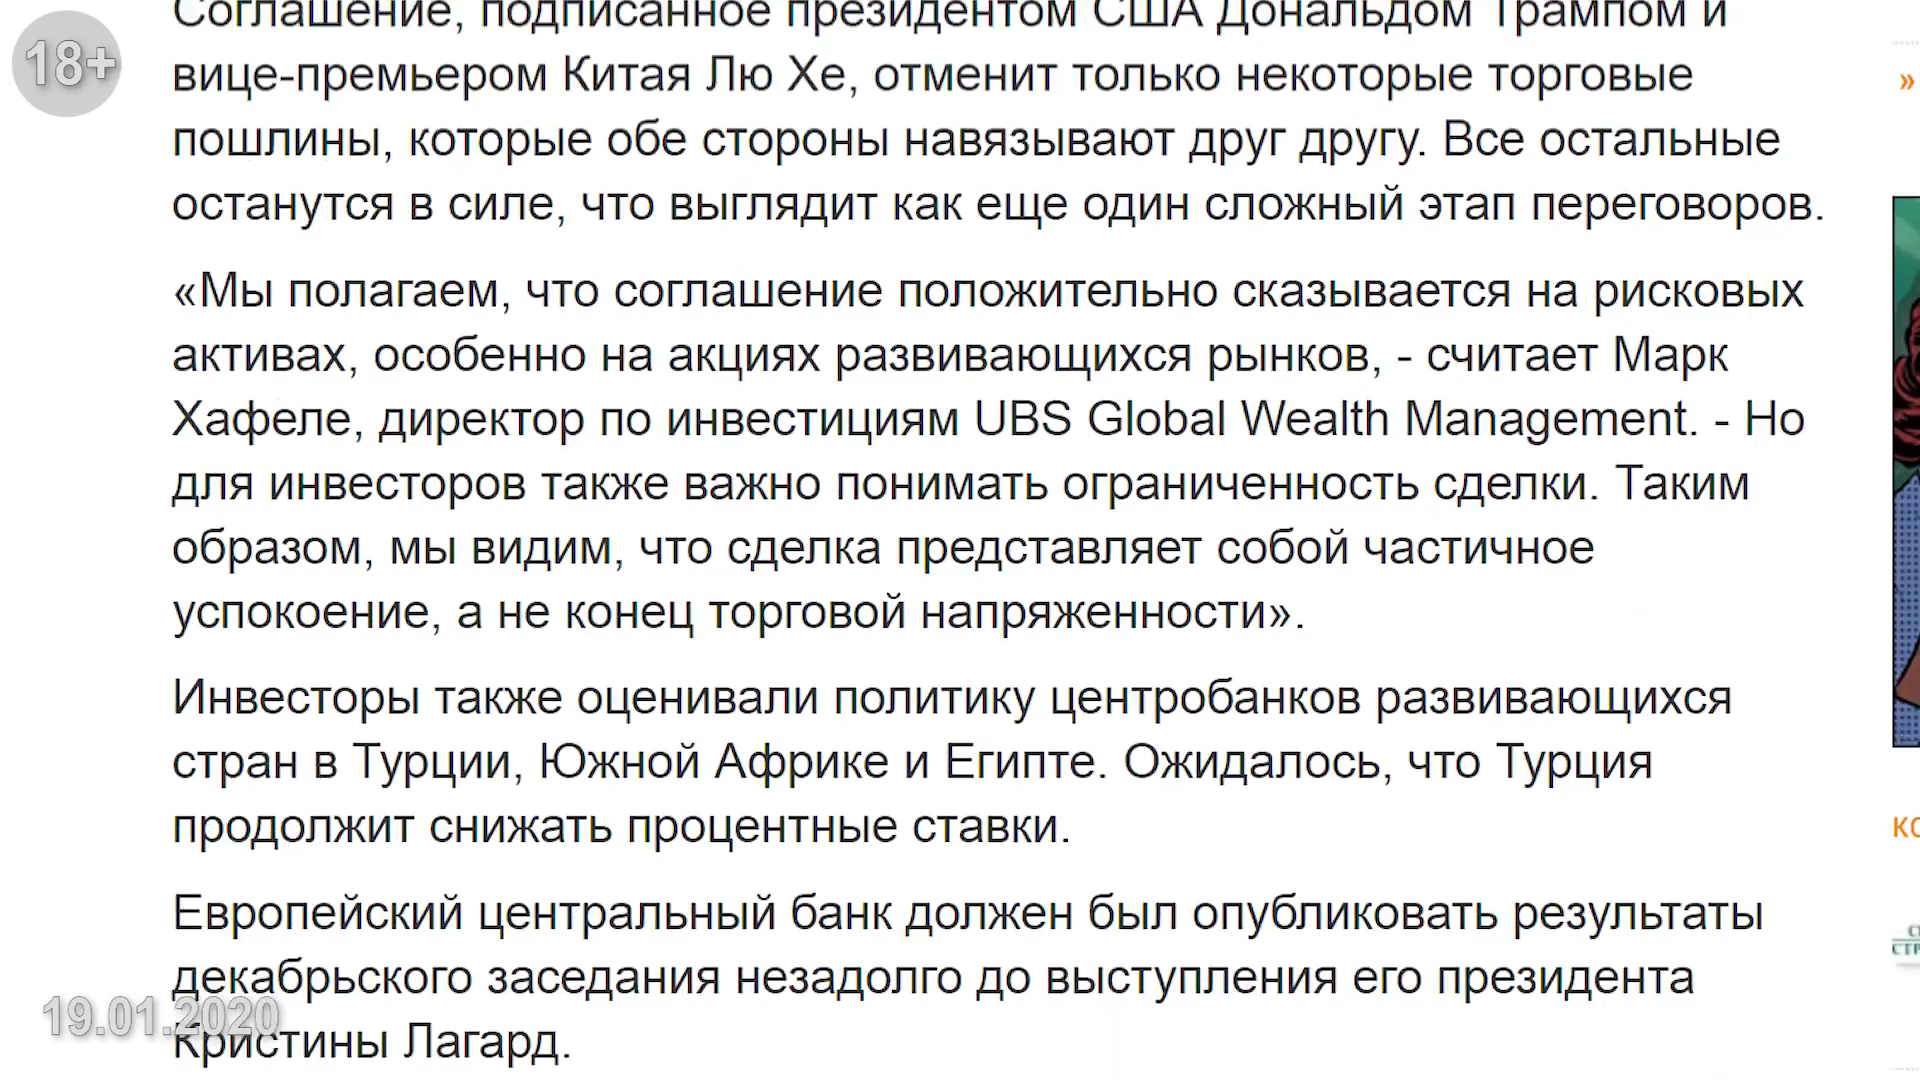 18+
Соглашение, подписанное президентом США Дональдом Трампом и
вице-премьером Китая Лю Хе, отменит только некоторые торговые
пошлины, которые обе стороны навязывают друг другу. Все остальные
останутся в силе, что выглядит как еще один сложный этап переговоров.
«Мы полагаем, что соглашение положительно сказывается на рисковых
активах, особенно на акциях развивающихся рынков, - считает Марк
Хафеле, директор по инвестициям UBS Global Wealth Management. - Но
для инвесторов также важно понимать ограниченность сделки. Таким
образом, мы видим, что сделка представляет собой частичное
успокоение, а не конец торговой напряженности».
Инвесторы также оценивали политику центробанков развивающихся
стран в Турции, Южной Африке и Египте. Ожидалось, что Турция
продолжит снижать процентные ставки.
Европейский центральный банк должен был опубликовать результаты
декабрьского заседания незадолго до выступления его президента
Кристины Лагард.
19.01.2020
»